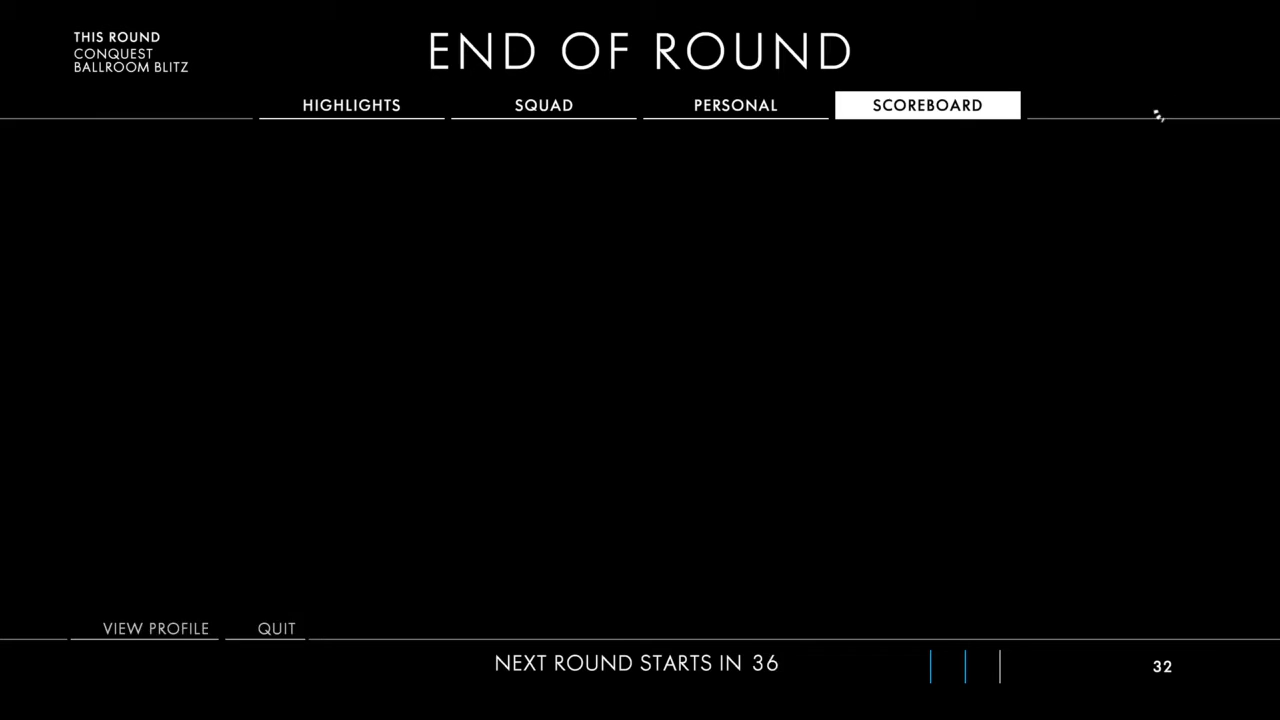 THIS ROUND
CONQUEST
BALLROOM BLITZ
END OF ROUND
HIGHLIGHTS
SQUAD
PERSONAL
SCOREBOARD
VIEW PROFILE
QUIT
NEXT ROUND STARTS IN 36
32